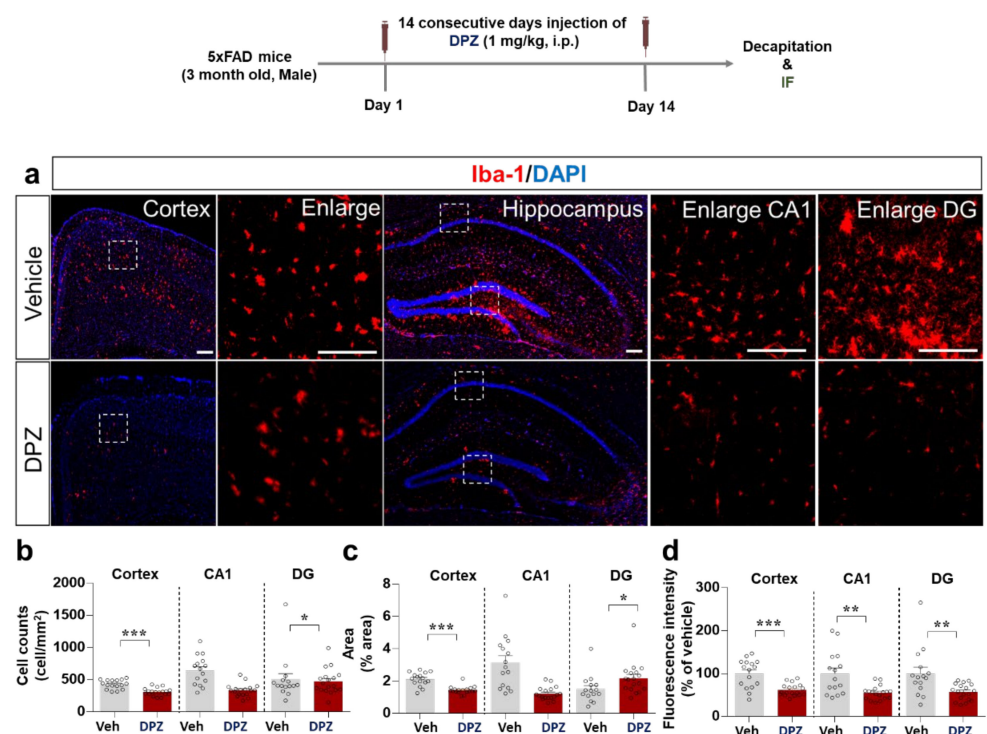 14 consecutive days injection of
DPZ (1 mg/kg, i.p.)
5xFAD mice
(3 month old, Male)
Decapitation
&
IF
Day 1
Day 14
a
Iba-1/DAPI
Vehicle
Cortex
Enlarge
Hippocampus
Enlarge CA1
Enlarge DG
DPZ
b
Cell counts
(cell/mm²)
2000
1500
1000
500
0
Cortex
CA1
DG
***
*
Veh
DPZ
Veh
DPZ
Veh
DPZ
c
Area
(% area)
8
6
4
2
0
Cortex
CA1
DG
***
*
Veh
DPZ
Veh
DPZ
Veh
DPZ
d
Fluorescence intensity
(% of vehicle)
300
200
100
0
Cortex
CA1
DG
***
**
**
Veh
DPZ
Veh
DPZ
Veh
DPZ